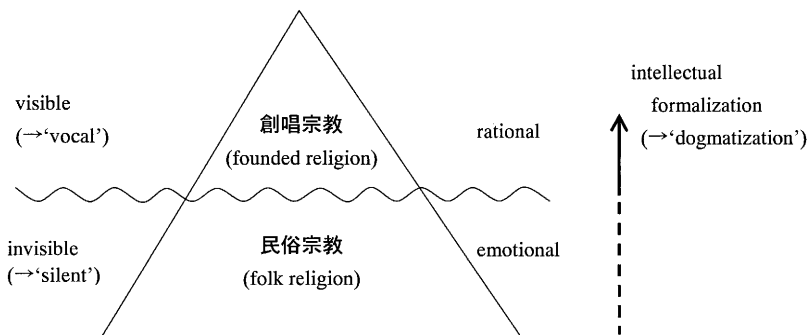 visible
(→‘vocal’)
創唱宗教
(founded religion)
rational
intellectual
formalization
(→‘dogmatization’)
invisible
(→‘silent’)
民俗宗教
(folk religion)
emotional